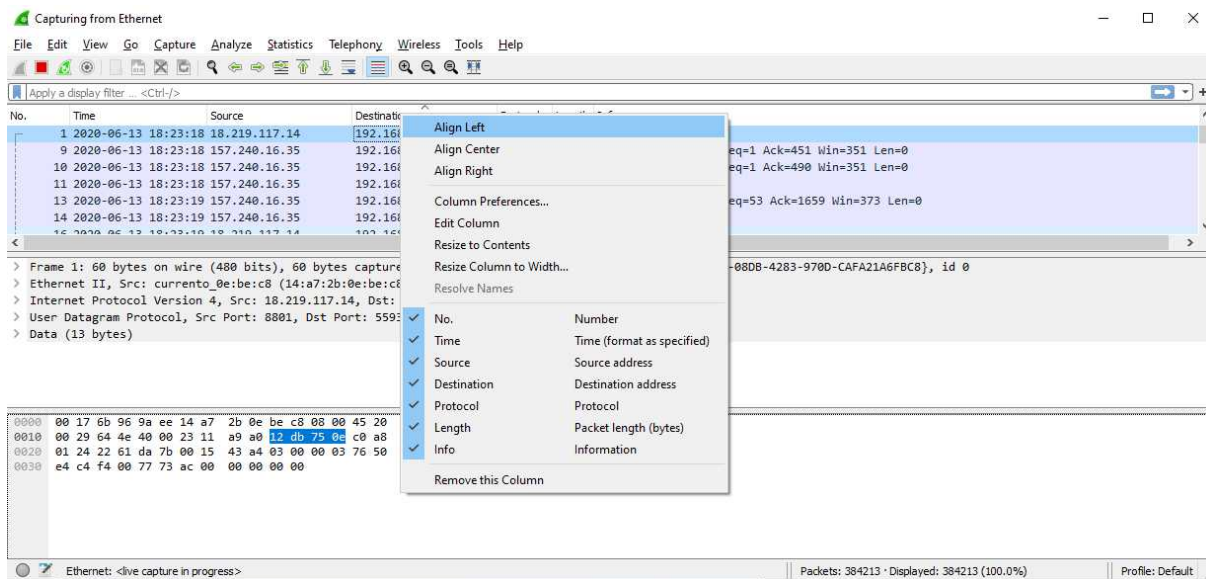 Capturing from Ethernet
File Edit View Go Capture Analyze Statistics Telephony Wireless Tools Help
Apply a display filter ... <Ctrl-/>
No. Time Source Destinatio
1 2020-06-13 18:23:18 18.219.117.14 192.168
9 2020-06-13 18:23:18 157.240.16.35 192.168 eq=1 Ack=451 Win=351 Len=0
10 2020-06-13 18:23:18 157.240.16.35 192.168 eq=1 Ack=490 Win=351 Len=0
11 2020-06-13 18:23:18 157.240.16.35 192.168
13 2020-06-13 18:23:19 157.240.16.35 192.168 eq=53 Ack=1659 Win=373 Len=0
14 2020-06-13 18:23:19 157.240.16.35 192.168
Frame 1: 60 bytes on wire (480 bits), 60 bytes capture -08DB-4283-970D-CAFA21A6FBC8}, id 0
Ethernet II, Src: currento_0e:be:c8 (14:a7:2b:0e:be:c8
Internet Protocol Version 4, Src: 18.219.117.14, Dst:
User Datagram Protocol, Src Port: 8801, Dst Port: 5593
Data (13 bytes)
0000 00 17 6b 96 9a ee 14 a7 2b 0e be c8 08 00 45 20
0010 00 29 64 4e 40 00 23 11 a9 a0 12 db 75 0e c0 a8
0020 01 24 22 61 da 7b 00 15 43 a4 03 00 00 03 76 50
0030 e4 c4 f4 00 77 73 ac 00 00 00 00 00
Align Left
Align Center
Align Right
Column Preferences...
Edit Column
Resize to Contents
Resize Column to Width...
Resolve Names
No. Number
Time Time (format as specified)
Source Source address
Destination Destination address
Protocol Protocol
Length Packet length (bytes)
Info Information
Remove this Column
Ethernet: <live capture in progress> Packets: 384213 · Displayed: 384213 (100.0%) Profile: Default